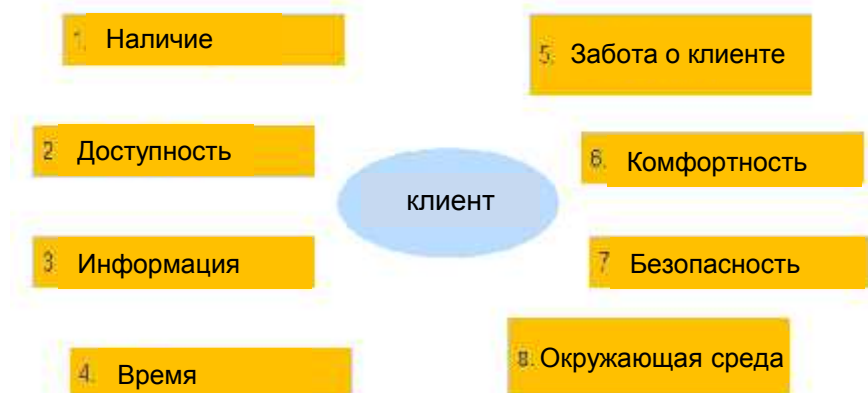 1. Наличие
2 Доступность
3 Информация
4. Время
клиент
5. Забота о клиенте
6. Комфортность
7 Безопасность
8. Окружающая среда